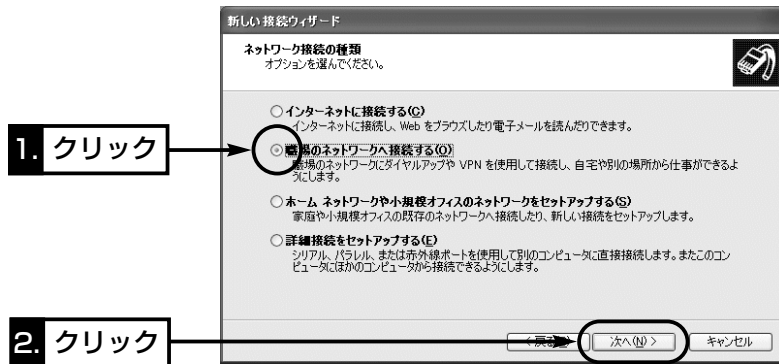 新しい接続ウィザード
ネットワーク接続の種類
オプションを選んでください。
インターネットに接続する(C)
インターネットに接続し、Web をブラウズしたり電子メールを読んだりできます。
1. クリック
職場のネットワークへ接続する(O)
職場のネットワークにダイヤルアップや VPN を使用して接続し、自宅や別の場所から仕事ができるよ
うにします。
ホーム ネットワークや小規模オフィスのネットワークをセットアップする(S)
家庭や小規模オフィスの既存のネットワークへ接続したり、新しい接続をセットアップします。
詳細接続をセットアップする(E)
シリアル、パラレル、または赤外線ポートを使用して別のコンピュータに直接接続します。またこのコン
ピュータにほかのコンピュータから接続できるようにします。
2. クリック
< 戻る
次へ(N) >
キャンセル